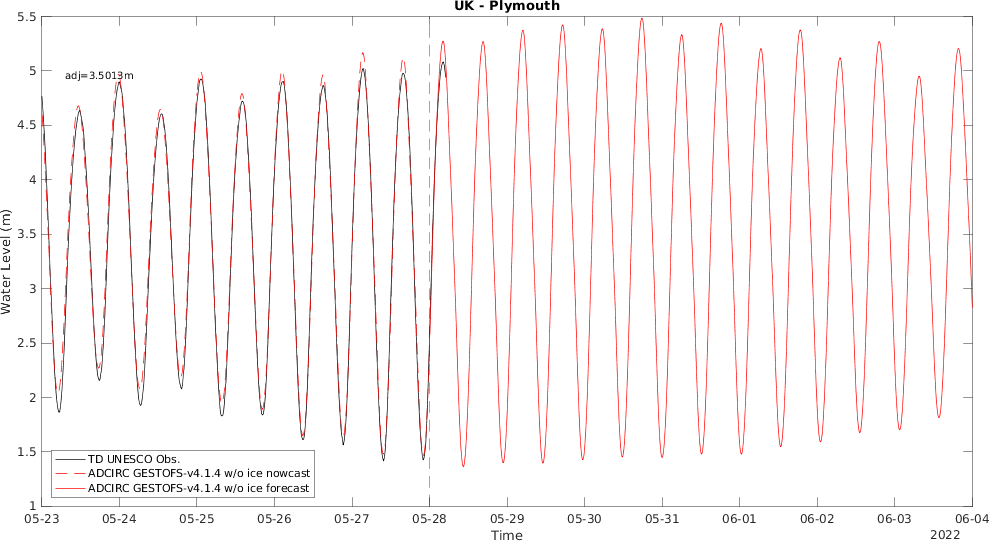 UK - Plymouth
5.5
5
4.5
4
3.5
3
2.5
2
1.5
1
Water Level (m)
adj=3.5013m
TD UNESCO Obs.
ADCIRC GESTOFS-v4.1.4 w/o ice nowcast
ADCIRC GESTOFS-v4.1.4 w/o ice forecast
05-23 05-24 05-25 05-26 05-27 05-28 05-29 05-30 05-31 06-01 06-02 06-03 06-04
Time
2022